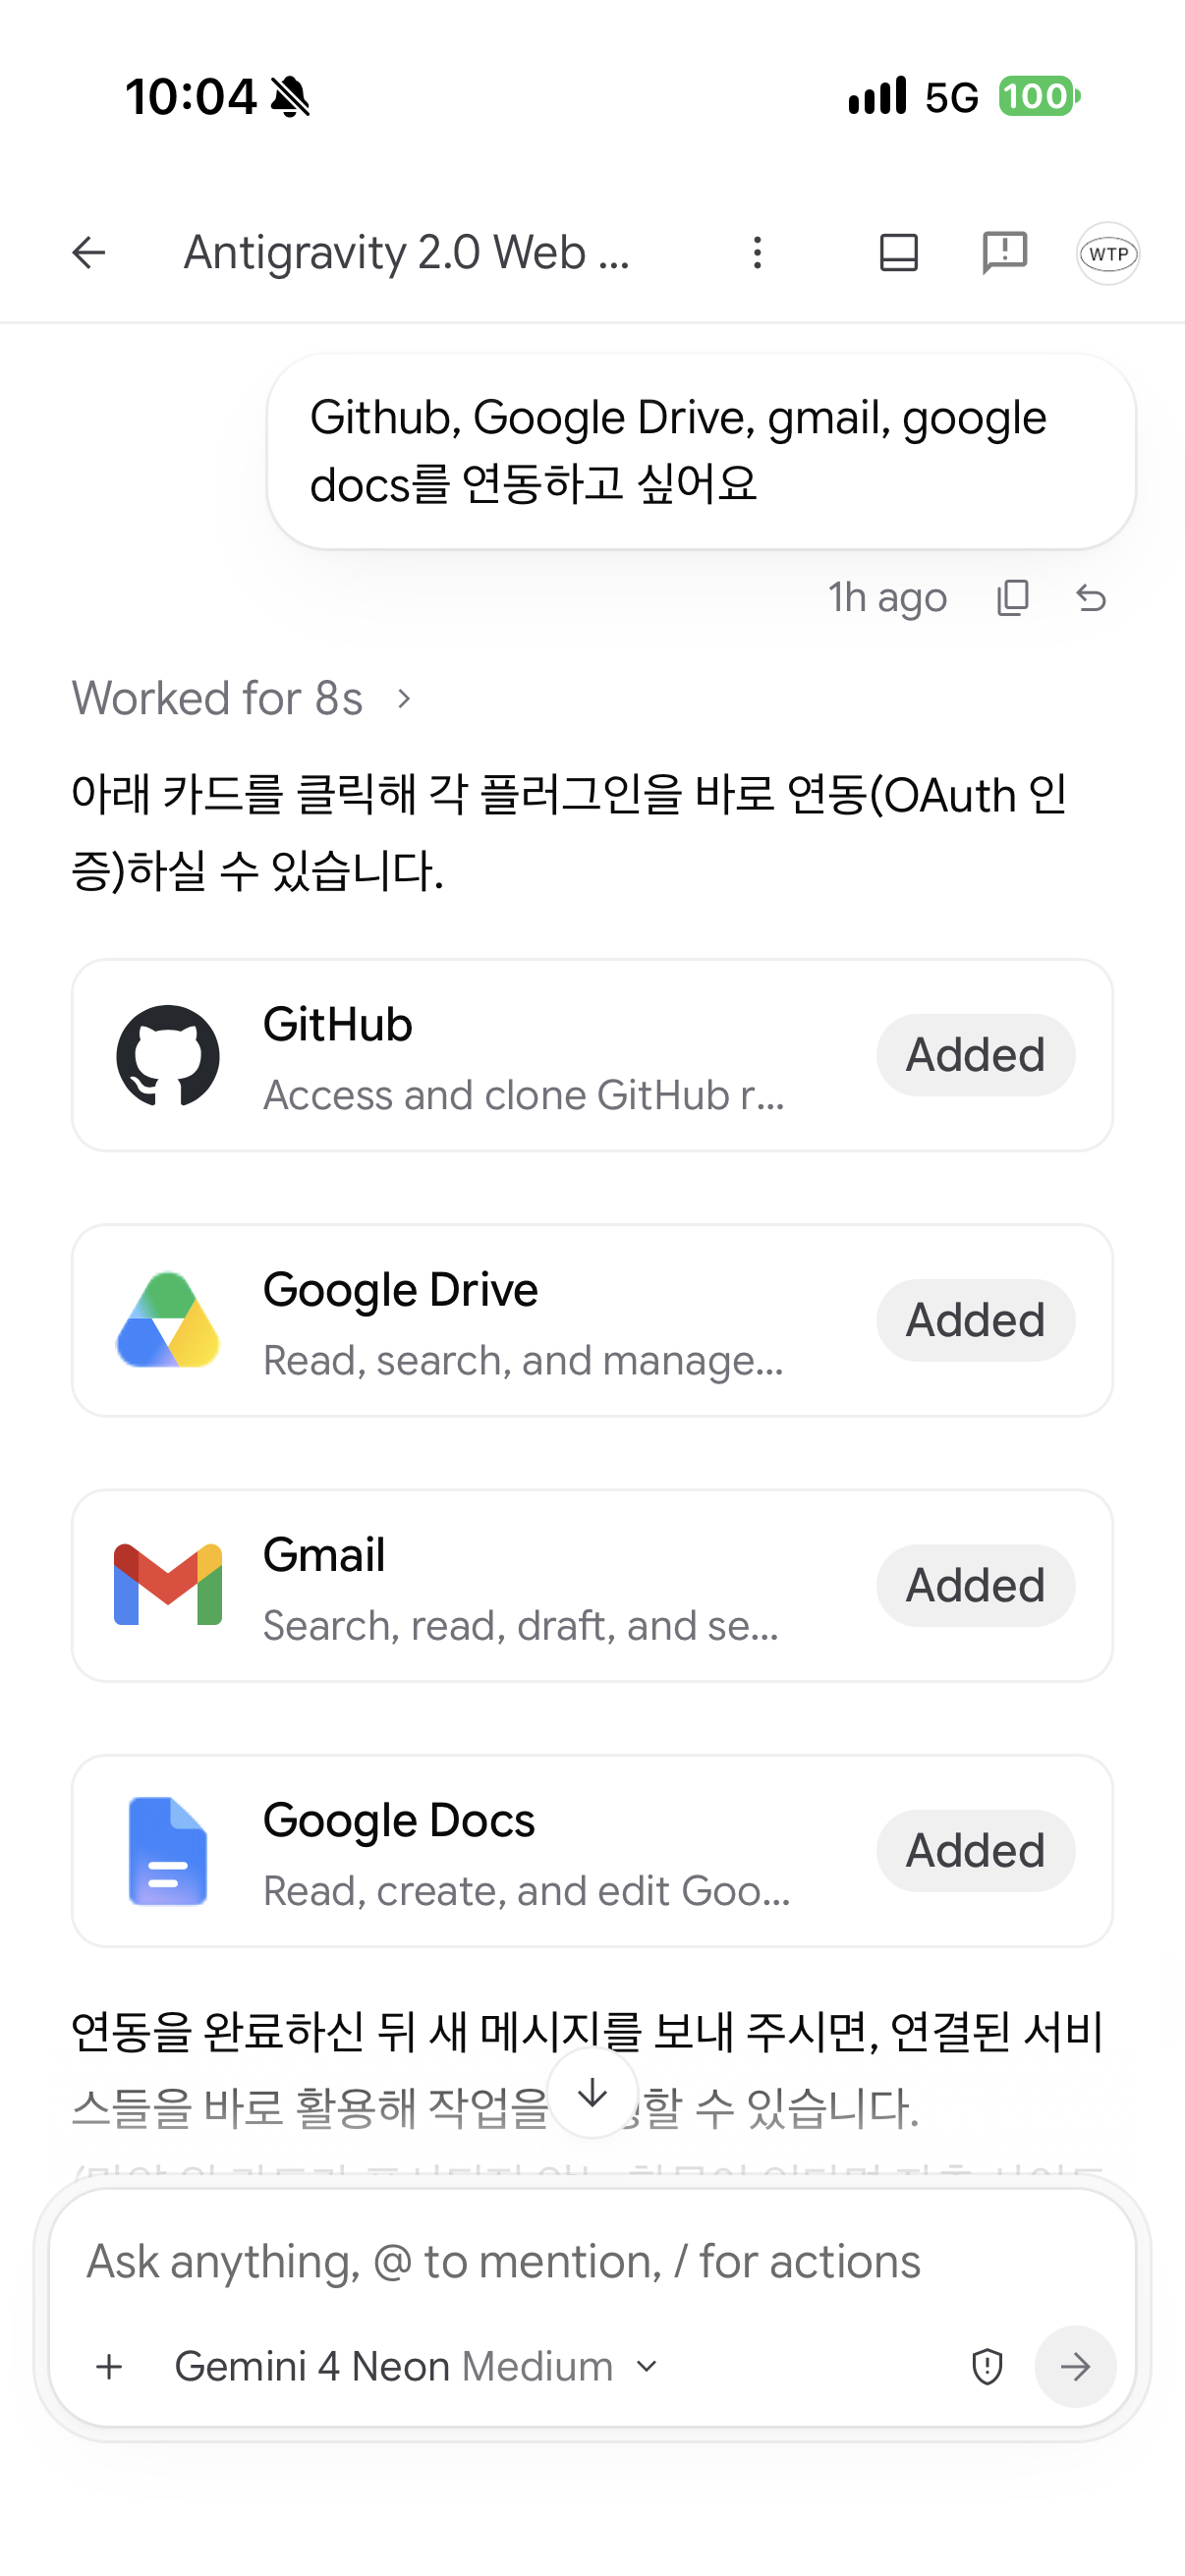 10:04
5G 100
Antigravity 2.0 Web ...
WTP
Github, Google Drive, gmail, google
docs를 연동하고 싶어요
1h ago
Worked for 8s
아래 카드를 클릭해 각 플러그인을 바로 연동(OAuth 인
증)하실 수 있습니다.
GitHub
Added
Access and clone GitHub r...
Google Drive
Added
Read, search, and manage...
Gmail
Added
Search, read, draft, and se...
Google Docs
Added
Read, create, and edit Goo...
연동을 완료하신 뒤 새 메시지를 보내 주시면, 연결된 서비
스들을 바로 활용해 작업을 수 있습니다.
Ask anything, @ to mention, / for actions
Gemini 4 Neon Medium